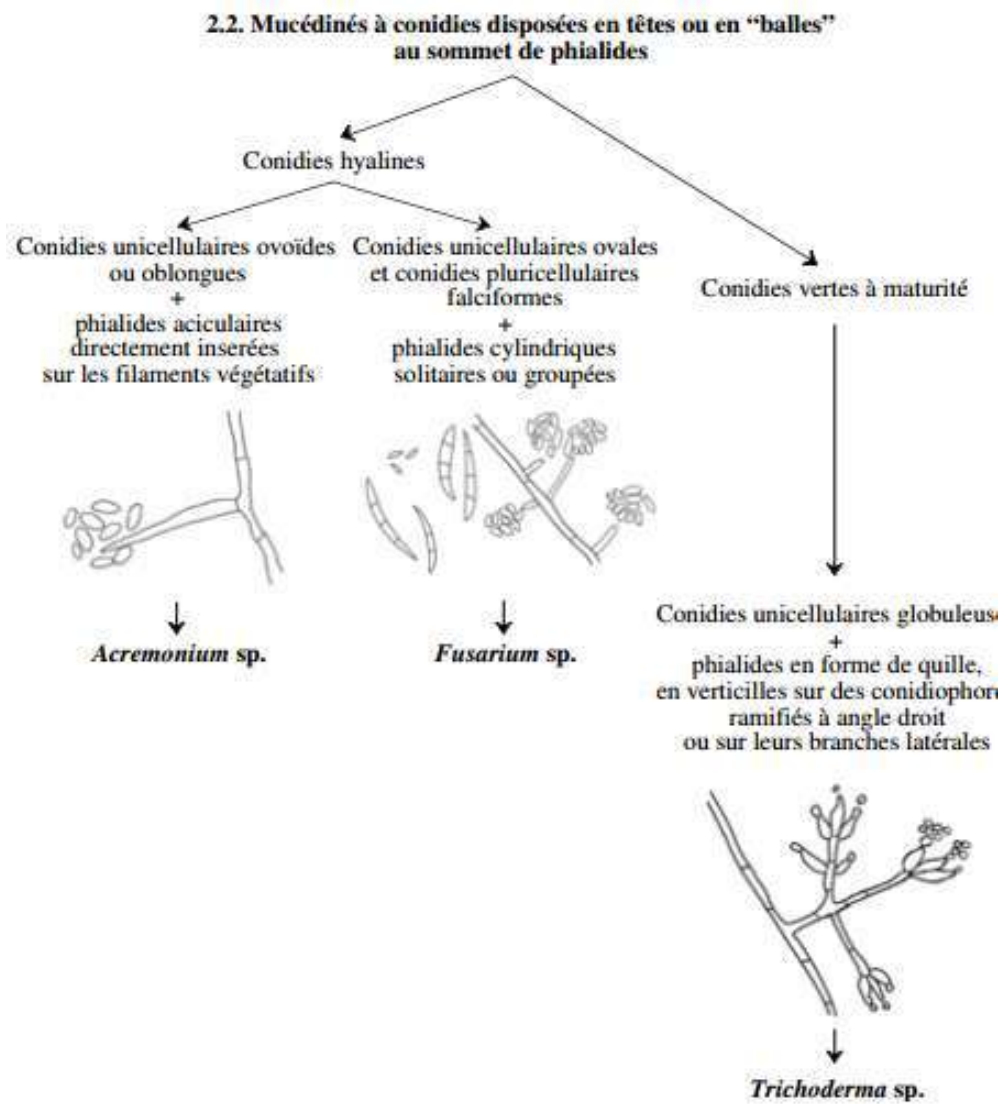 2.2. Mucédinés à conidies disposées en têtes ou en “balles”
au sommet de phialides
Conidies hyalines
Conidies unicellulaires ovoïdes
ou oblongues
+
phialides aciculaires
directement inserées
sur les filaments végétatifs
Conidies unicellulaires ovales
et conidies pluricellulaires
falciformes
+
phialides cylindriques
solitaires ou groupées
Conidies vertes à maturité
Acremonium sp.
Fusarium sp.
Conidies unicellulaires
+
phialides en forme de quille,
en verticilles sur des
ramifiés à angle droit
ou sur leurs branches latérales
Trichoderma sp.